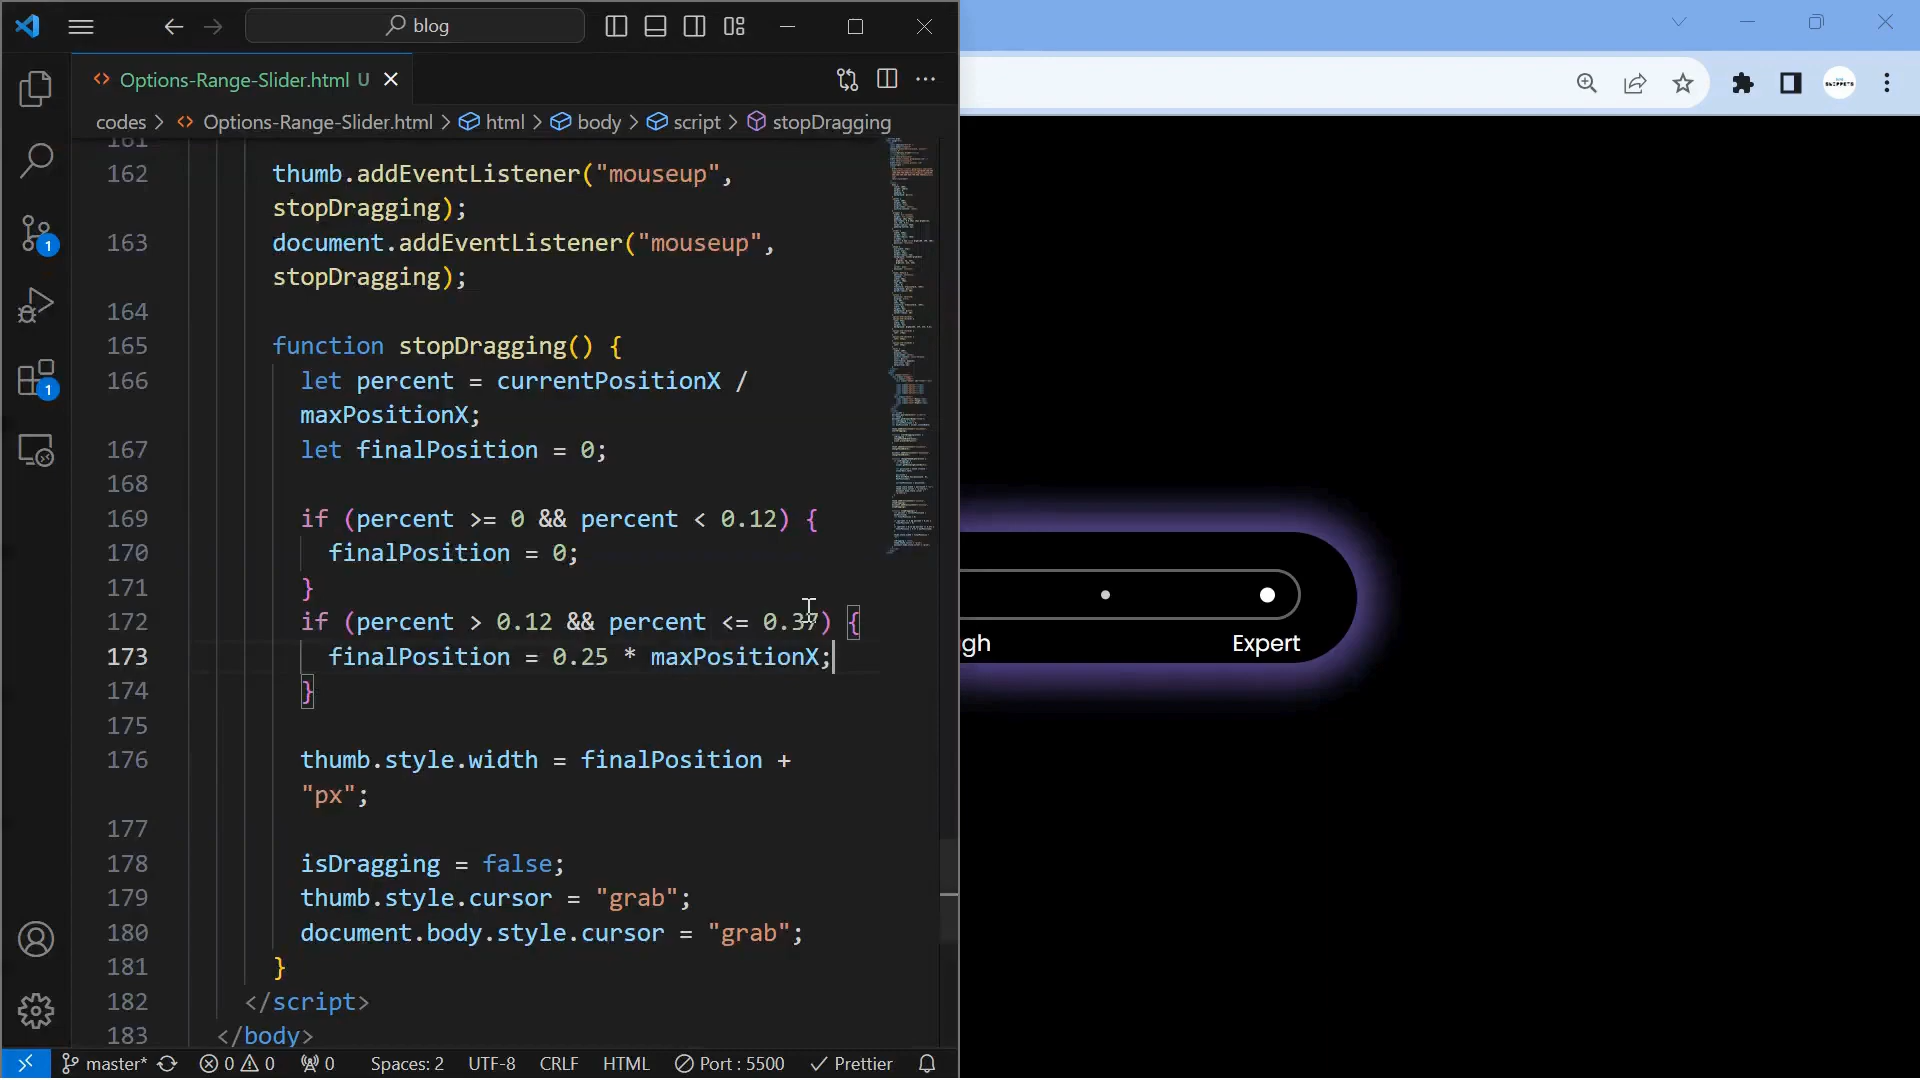 blog
Options-Range-Slider.html U
codes > Options-Range-Slider.html > html > body > script > stopDragging
161
162 thumb.addEventListener("mouseup",
stopDragging);
163 document.addEventListener("mouseup",
stopDragging);
164
165 function stopDragging() {
166 let percent = currentPositionX /
maxPositionX;
167 let finalPosition = 0;
168
169 if (percent >= 0 && percent < 0.12) {
170 finalPosition = 0;
171 }
172 if (percent > 0.12 && percent <= 0.37) {
173 finalPosition = 0.25 * maxPositionX;
174 }
175
176 thumb.style.width = finalPosition +
"px";
177
178 isDragging = false;
179 thumb.style.cursor = "grab";
180 document.body.style.cursor = "grab";
181 }
182 </script>
183 </body>
1
1
gh
Expert
master* 0 0 0 Spaces: 2 UTF-8 CRLF HTML Port : 5500 Prettier